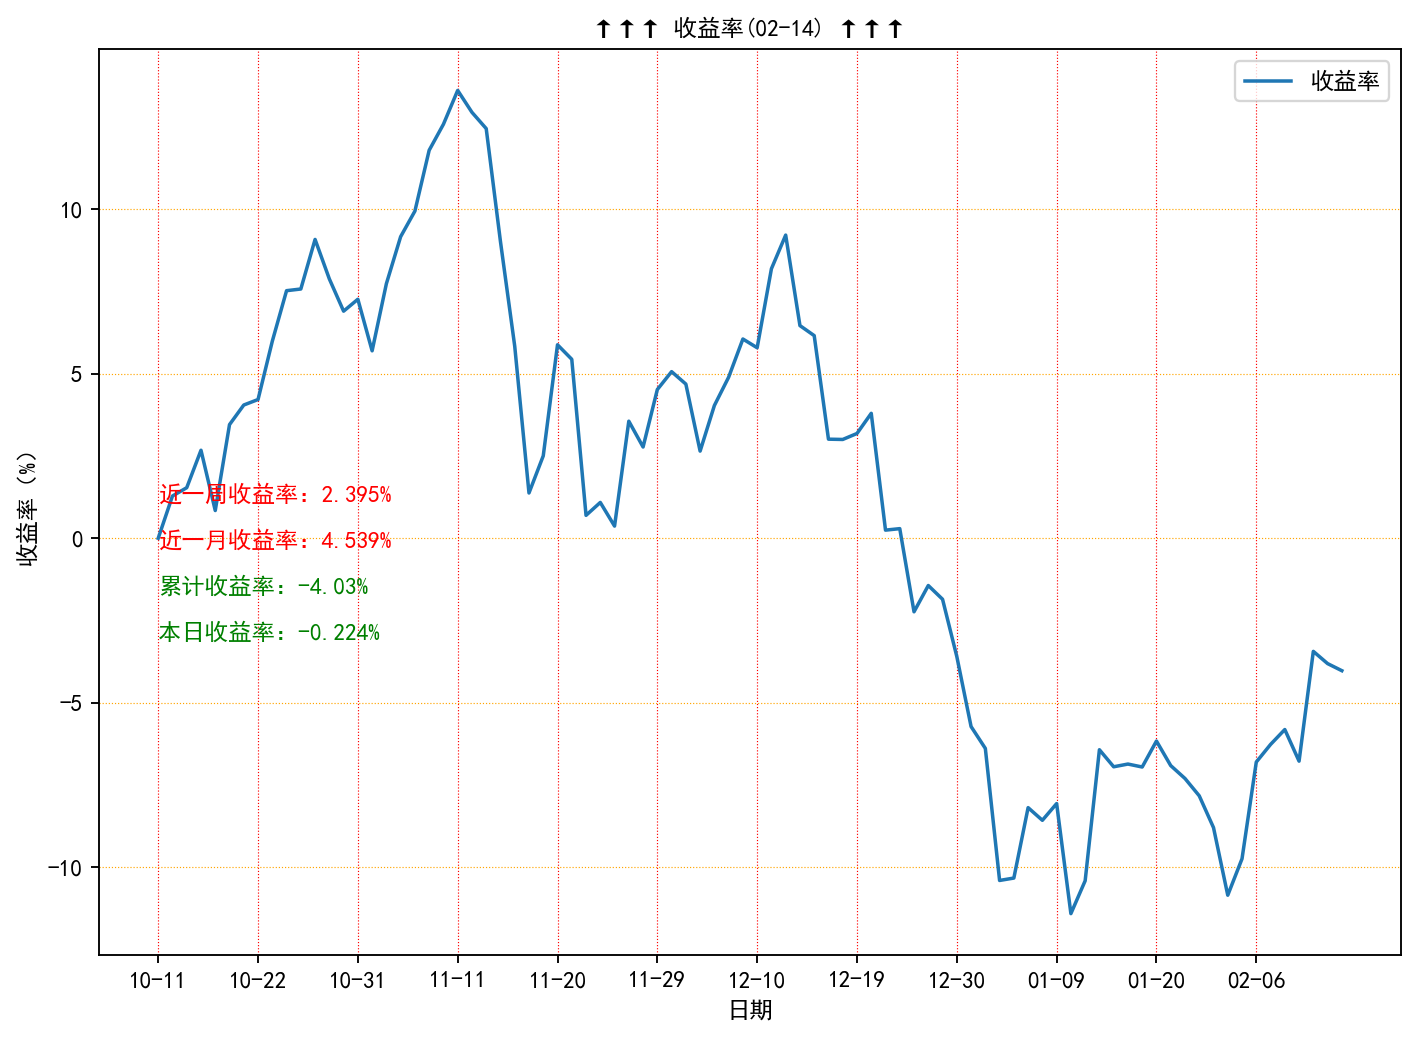 ↑↑↑ 收益率(02-14) ↑↑↑
收益率
10
5
0
-5
-10
收益率 (%)
近一周收益率：2.395%
近一月收益率：4.539%
累计收益率：-4.03%
本日收益率：-0.224%
10-11 10-22 10-31 11-11 11-20 11-29 12-10 12-19 12-30 01-09 01-20 02-06
日期